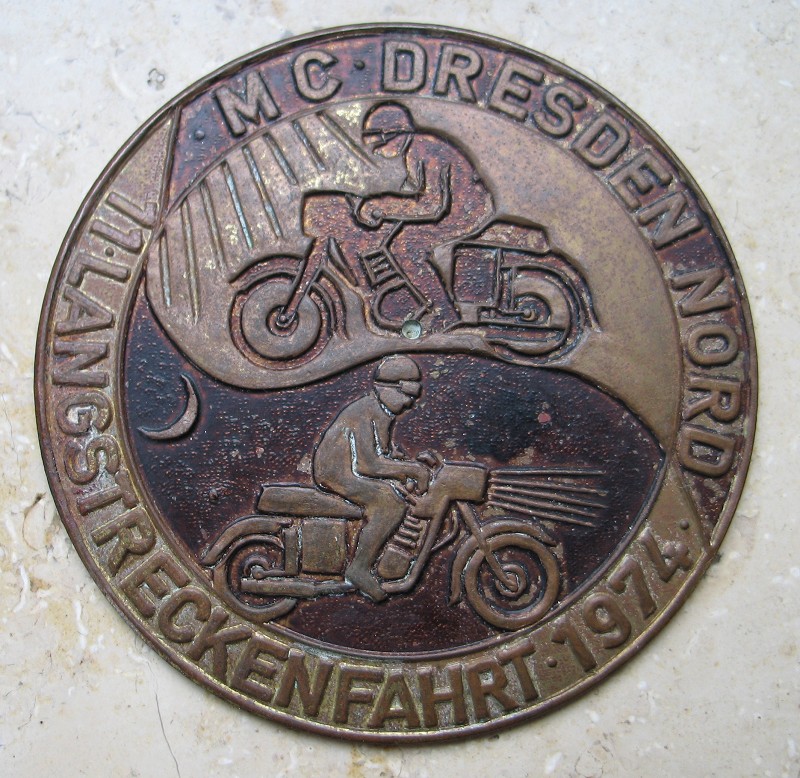 · MC · DRESDEN NORD
11. LANGSTRECKENFAHRT · 1974 ·